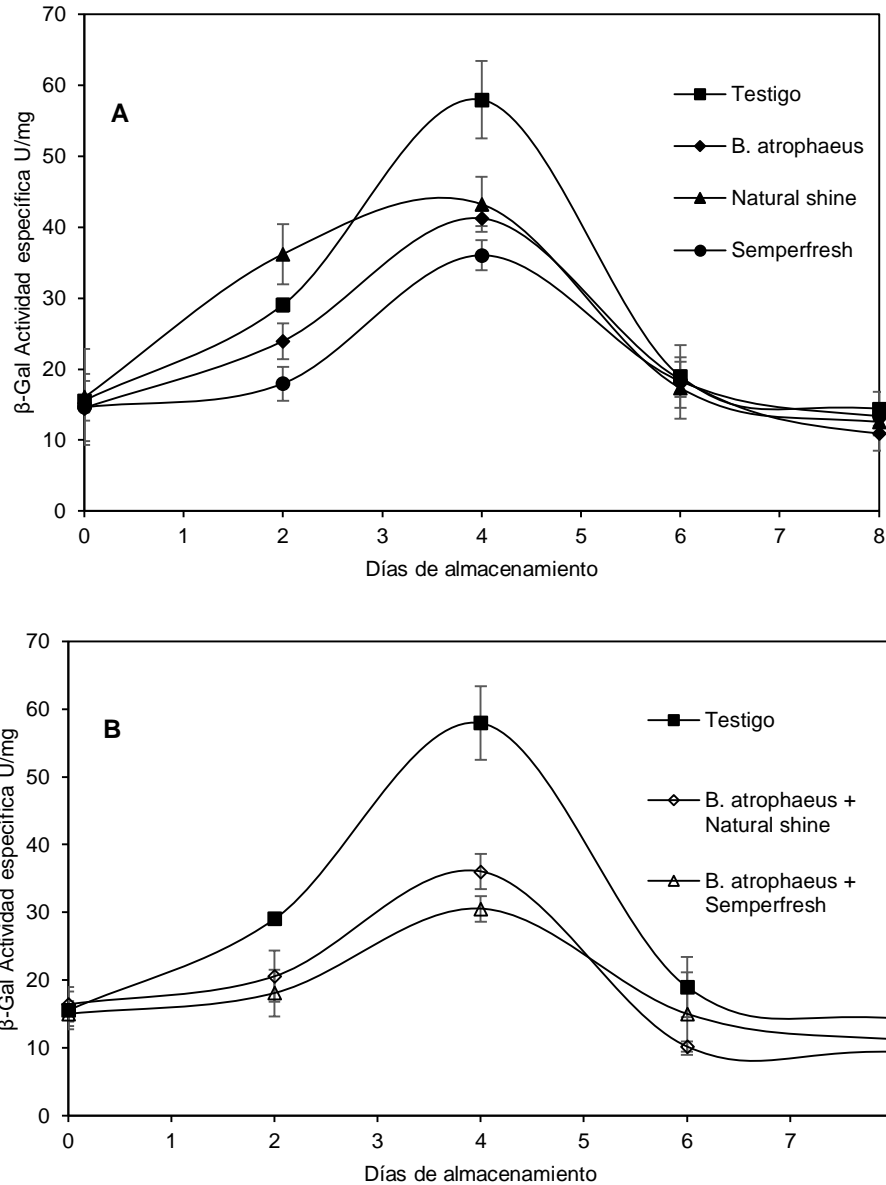 70
60
50
40
30
20
10
0
β-Gal Actividad específica U/mg
A
Testigo
B. atrophaeus
Natural shine
Semperfresh
0 1 2 3 4 5 6 7 8
Días de almacenamiento
70
60
50
40
30
20
10
0
β-Gal Actividad específica U/mg
B
Testigo
B. atrophaeus +
Natural shine
B. atrophaeus +
Semperfresh
0 1 2 3 4 5 6 7
Días de almacenamiento